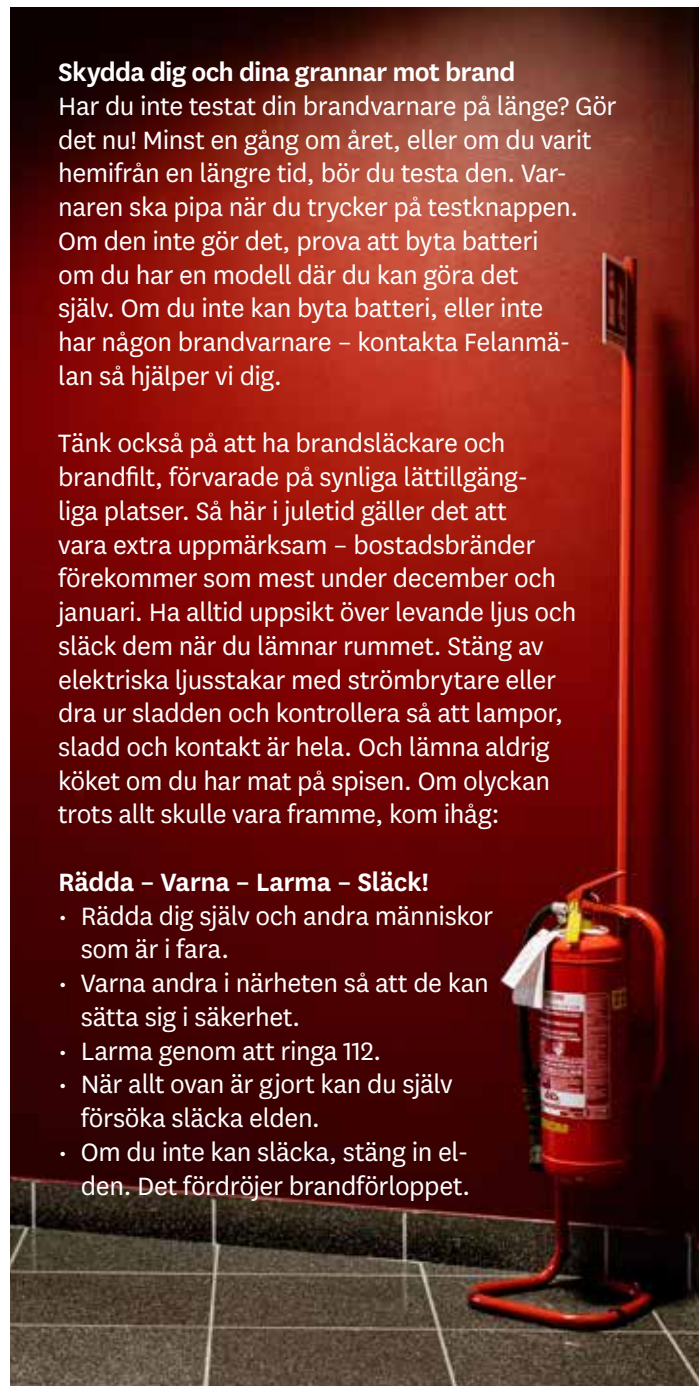 Skydda dig och dina grannar mot brand
Har du inte testat din brandvarnare på länge? Gör
det nu! Minst en gång om året, eller om du varit
hemifrån en längre tid, bör du testa den. Var-
naren ska pipa när du trycker på testknappen.
Om den inte gör det, prova att byta batteri
om du har en modell där du kan göra det
själv. Om du inte kan byta batteri, eller inte
har någon brandvarnare – kontakta Felanmä-
lan så hjälper vi dig.

Tänk också på att ha brandsläckare och
brandfilt, förvarade på synliga lättillgäng-
liga platser. Så här i juletid gäller det att
vara extra uppmärksam – bostadsbränder
förekommer som mest under december och
januari. Ha alltid uppsikt över levande ljus och
släck dem när du lämnar rummet. Stäng av
elektriska ljusstakar med strömbrytare eller
dra ur sladden och kontrollera så att lampor,
sladd och kontakt är hela. Och lämna aldrig
köket om du har mat på spisen. Om olyckan
trots allt skulle vara framme, kom ihåg:

Rädda – Varna – Larma – Släck!
• Rädda dig själv och andra människor
som är i fara.
• Varna andra i närheten så att de kan
sätta sig i säkerhet.
• Larma genom att ringa 112.
• När allt ovan är gjort kan du själv
försöka släcka elden.
• Om du inte kan släcka, stäng in el-
den. Det fördröjer brandförloppet.